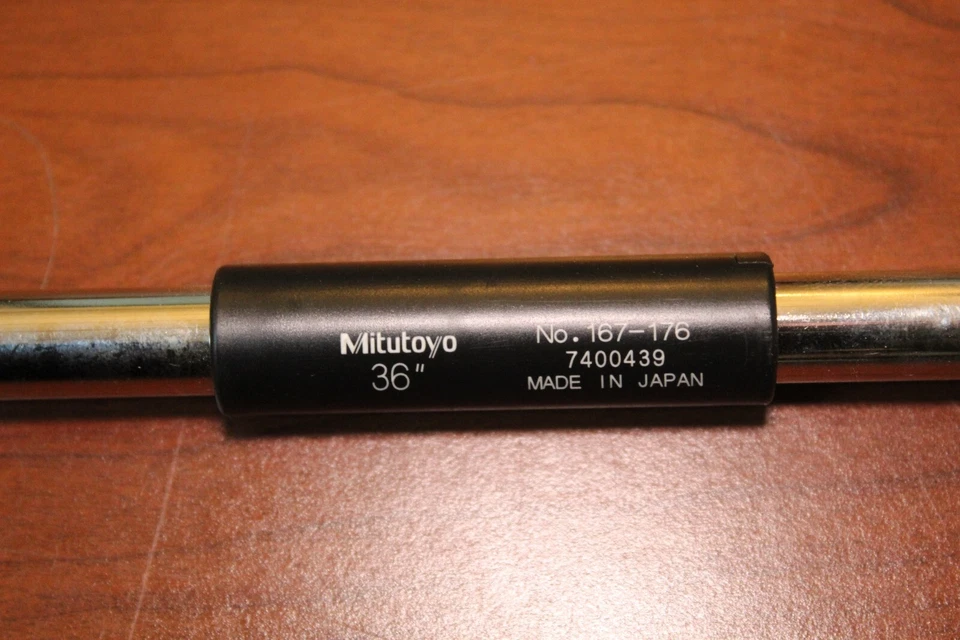 Mitutoyo
36"
No. 167-176
7400439
MADE IN JAPAN